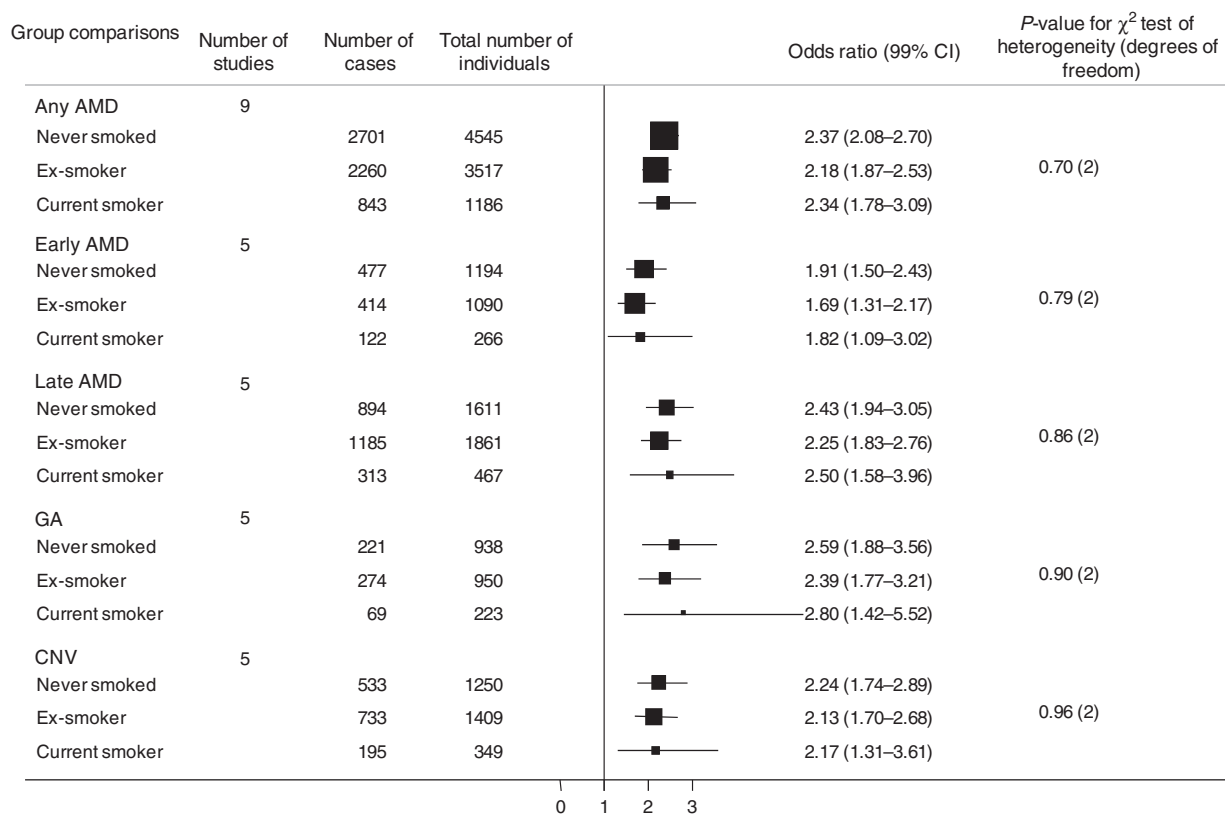 Group comparisons Number of studies Number of cases Total number of individuals Odds ratio (99% CI) P-value for χ² test of heterogeneity (degrees of freedom)
Any AMD 9
Never smoked 2701 4545 2.37 (2.08–2.70)
Ex-smoker 2260 3517 2.18 (1.87–2.53) 0.70 (2)
Current smoker 843 1186 2.34 (1.78–3.09)
Early AMD 5
Never smoked 477 1194 1.91 (1.50–2.43)
Ex-smoker 414 1090 1.69 (1.31–2.17) 0.79 (2)
Current smoker 122 266 1.82 (1.09–3.02)
Late AMD 5
Never smoked 894 1611 2.43 (1.94–3.05)
Ex-smoker 1185 1861 2.25 (1.83–2.76) 0.86 (2)
Current smoker 313 467 2.50 (1.58–3.96)
GA 5
Never smoked 221 938 2.59 (1.88–3.56)
Ex-smoker 274 950 2.39 (1.77–3.21) 0.90 (2)
Current smoker 69 223 2.80 (1.42–5.52)
CNV 5
Never smoked 533 1250 2.24 (1.74–2.89)
Ex-smoker 733 1409 2.13 (1.70–2.68) 0.96 (2)
Current smoker 195 349 2.17 (1.31–3.61)
0 1 2 3